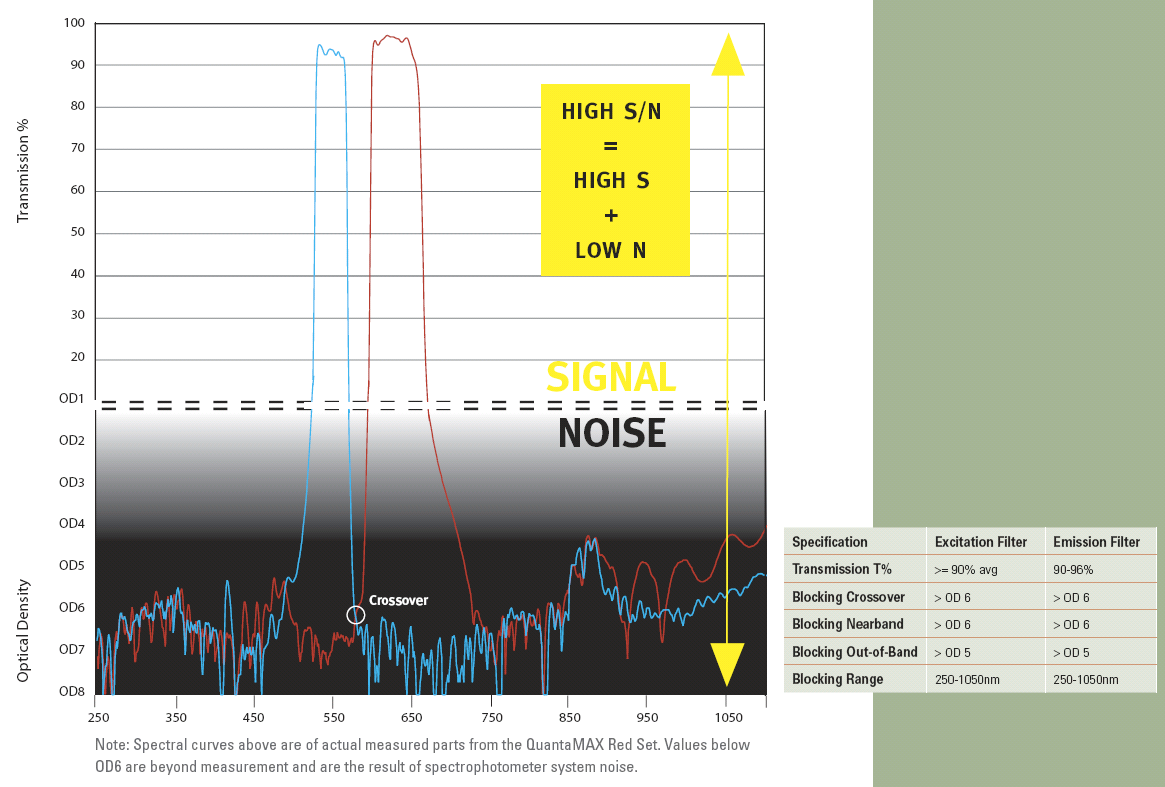 100
90
80
70
60
50
40
30
20
OD1
OD2
OD3
OD4
OD5
OD6
OD7
OD8
Transmission %
Optical Density
HIGH S/N
=
HIGH S
+
LOW N
SIGNAL
NOISE
Crossover
250 350 450 550 650 750 850 950 1050
Note: Spectral curves above are of actual measured parts from the QuantaMAX Red Set. Values below
OD6 are beyond measurement and are the result of spectrophotometer system noise.
Specification Excitation Filter Emission Filter
Transmission T% >= 90% avg 90-96%
Blocking Crossover > OD 6 > OD 6
Blocking Nearband > OD 6 > OD 6
Blocking Out-of-Band > OD 5 > OD 5
Blocking Range 250-1050nm 250-1050nm